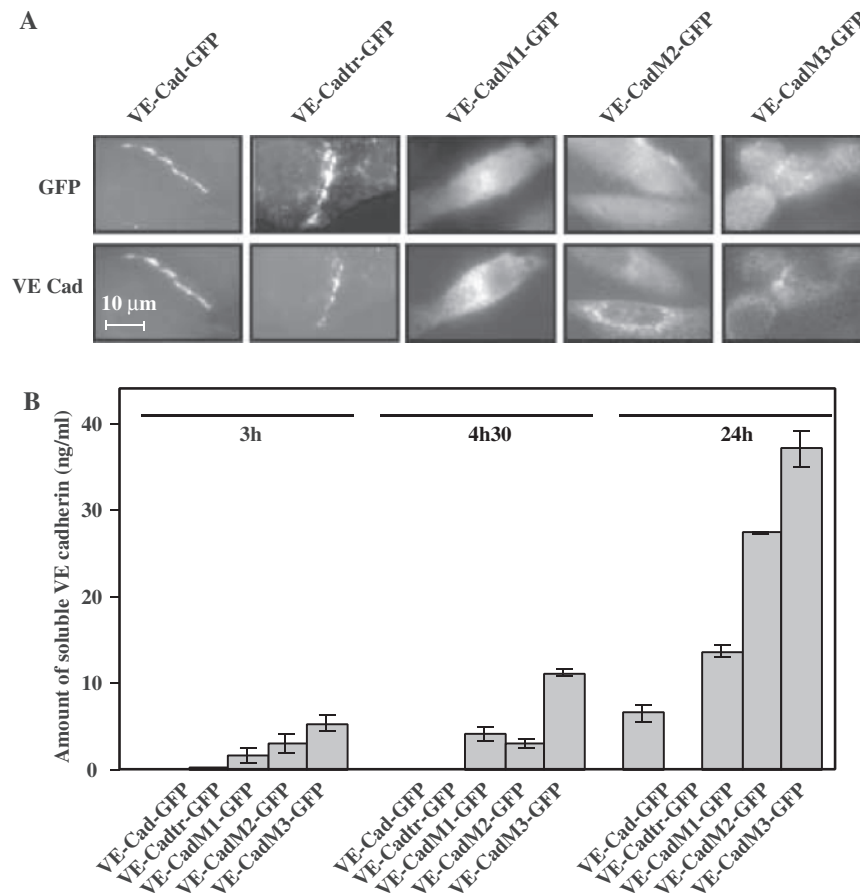 A
VE-Cad-GFP
VE-Cadtr-GFP
VE-CadM1-GFP
VE-CadM2-GFP
VE-CadM3-GFP
GFP
VE Cad
10 μm
B
Amount of soluble VE cadherin (ng/ml)
40
30
20
10
0
3h
4h30
24h
VE-Cad-GFP
VE-Cadtr-GFP
VE-CadM1-GFP
VE-CadM2-GFP
VE-CadM3-GFP
VE-Cad-GFP
VE-Cadtr-GFP
VE-CadM1-GFP
VE-CadM2-GFP
VE-CadM3-GFP
VE-Cad-GFP
VE-Cadtr-GFP
VE-CadM1-GFP
VE-CadM2-GFP
VE-CadM3-GFP